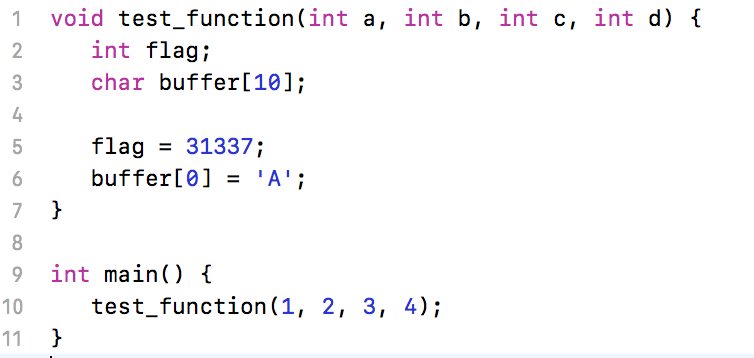 1 void test_function(int a, int b, int c, int d) {
2    int flag;
3    char buffer[10];
4
5    flag = 31337;
6    buffer[0] = 'A';
7 }
8
9 int main() {
10    test_function(1, 2, 3, 4);
11 }